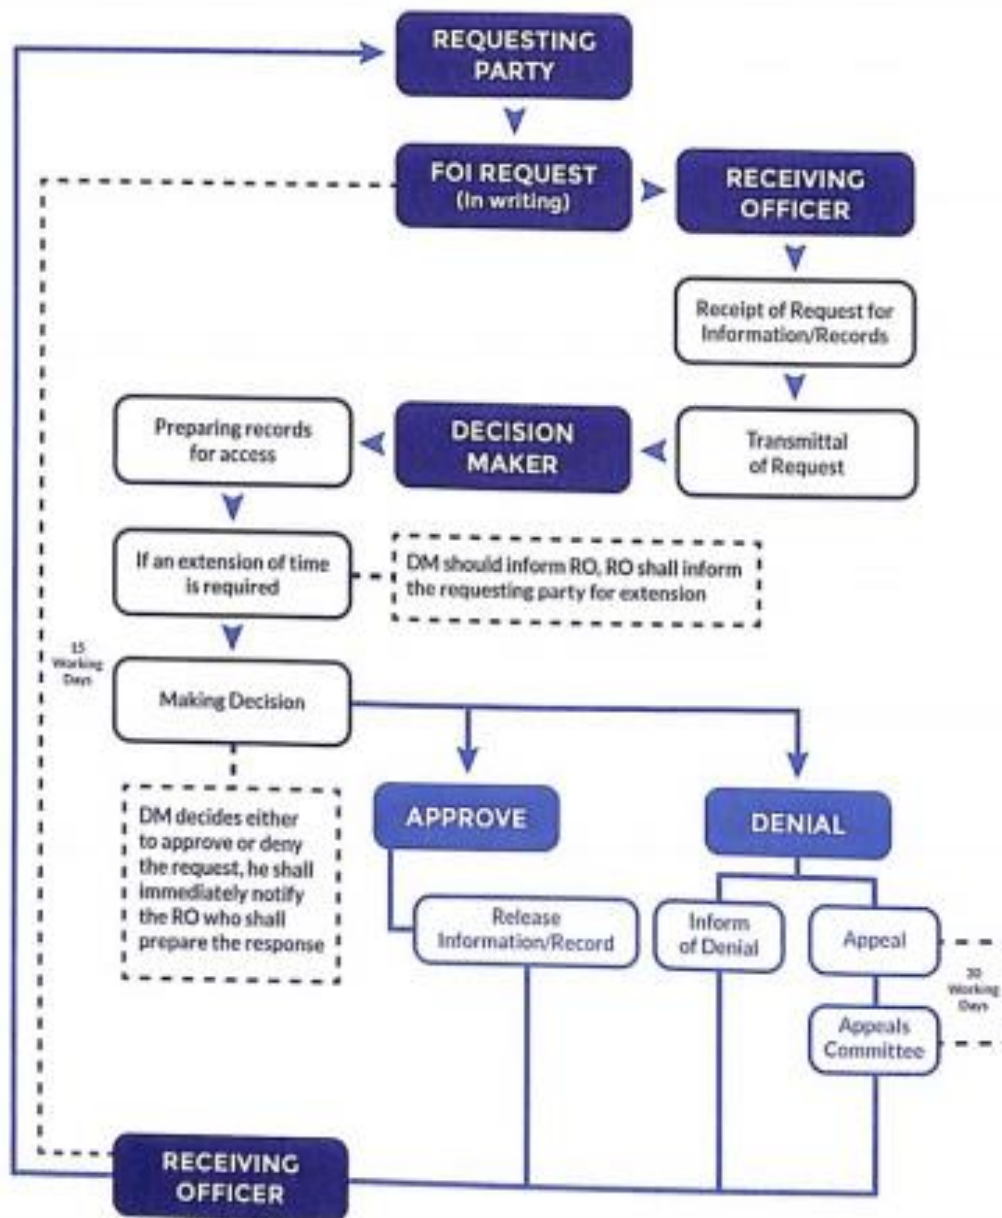 REQUESTING
PARTY
FOI REQUEST
(In writing)
RECEIVING
OFFICER
Receipt of Request for
Information/Records
Transmittal
of Request
DECISION
MAKER
Preparing records
for access
If an extension of time
is required
DM should inform RO, RO shall inform
the requesting party for extension
15
Working
Days
Making Decision
DM decides either
to approve or deny
the request, he shall
immediately notify
the RO who shall
prepare the response
APPROVE
DENIAL
Release
Information/Record
Inform
of Denial
Appeal
30
Working
Days
Appeals
Committee
RECEIVING
OFFICER